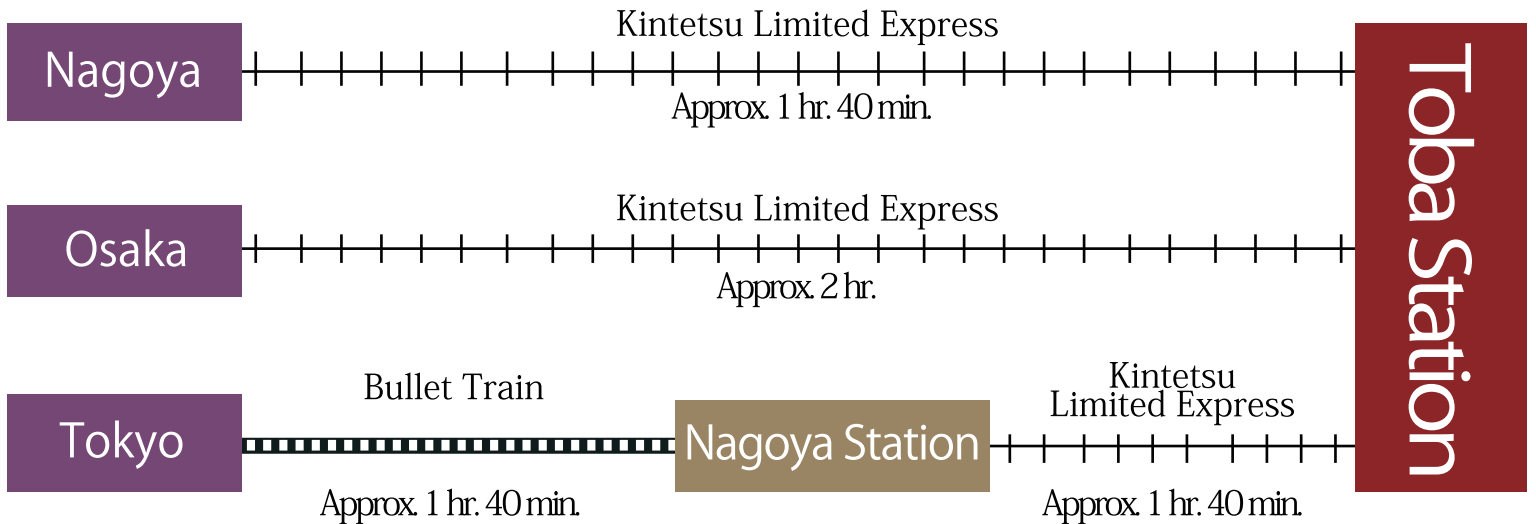 Kintetsu Limited Express
Nagoya
Approx. 1 hr. 40 min.
Kintetsu Limited Express
Osaka
Approx. 2 hr.
Bullet Train
Kintetsu
Limited Express
Tokyo
Nagoya Station
Approx. 1 hr. 40 min.
Approx. 1 hr. 40 min.
Toba Station